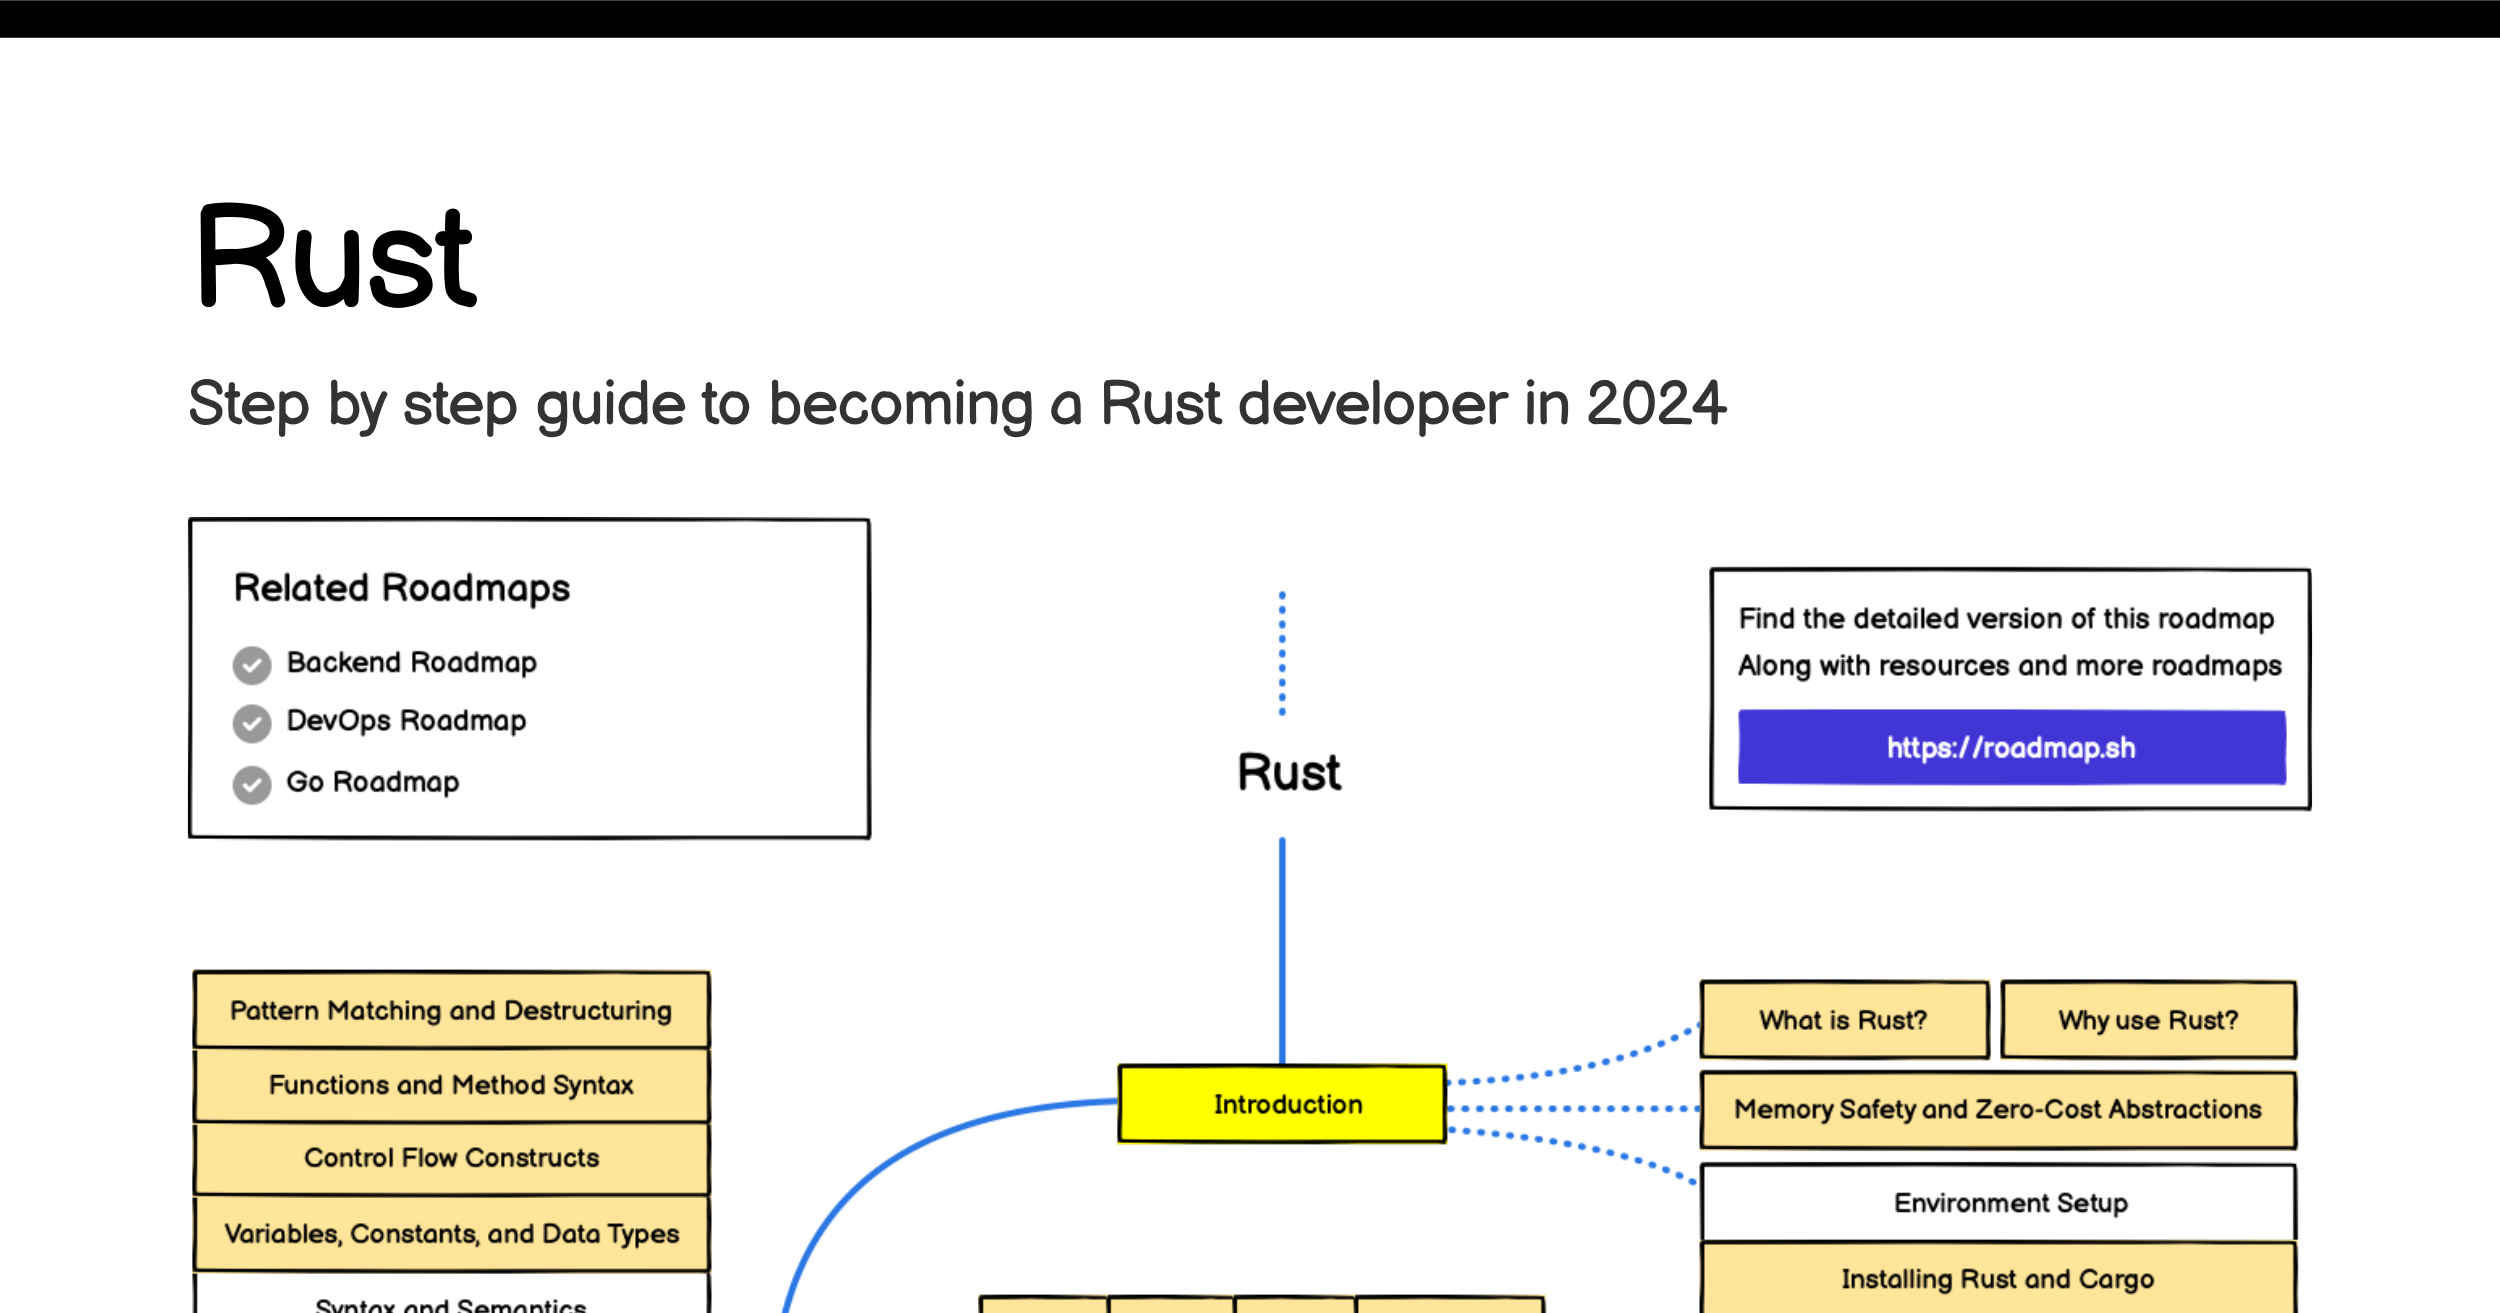 Rust
Step by step guide to becoming a Rust developer in 2024
Related Roadmaps
Backend Roadmap
DevOps Roadmap
Go Roadmap
Rust
Find the detailed version of this roadmap
Along with resources and more roadmaps
https://roadmap.sh
Pattern Matching and Destructuring
Functions and Method Syntax
Control Flow Constructs
Variables, Constants, and Data Types
Syntax and Semantics
Introduction
What is Rust?
Why use Rust?
Memory Safety and Zero-Cost Abstractions
Environment Setup
Installing Rust and Cargo